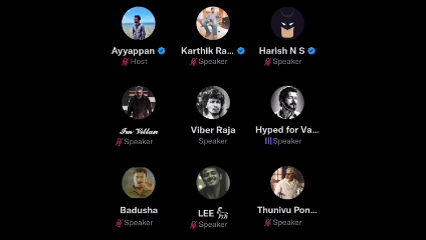 Ayyappan Karthik Ra... Harish N S
Host Speaker Speaker
I'm Villan Viber Raja Hyped for Va...
Speaker Speaker Speaker
Badusha LEE Thunivu Pon...
Speaker Speaker Speaker